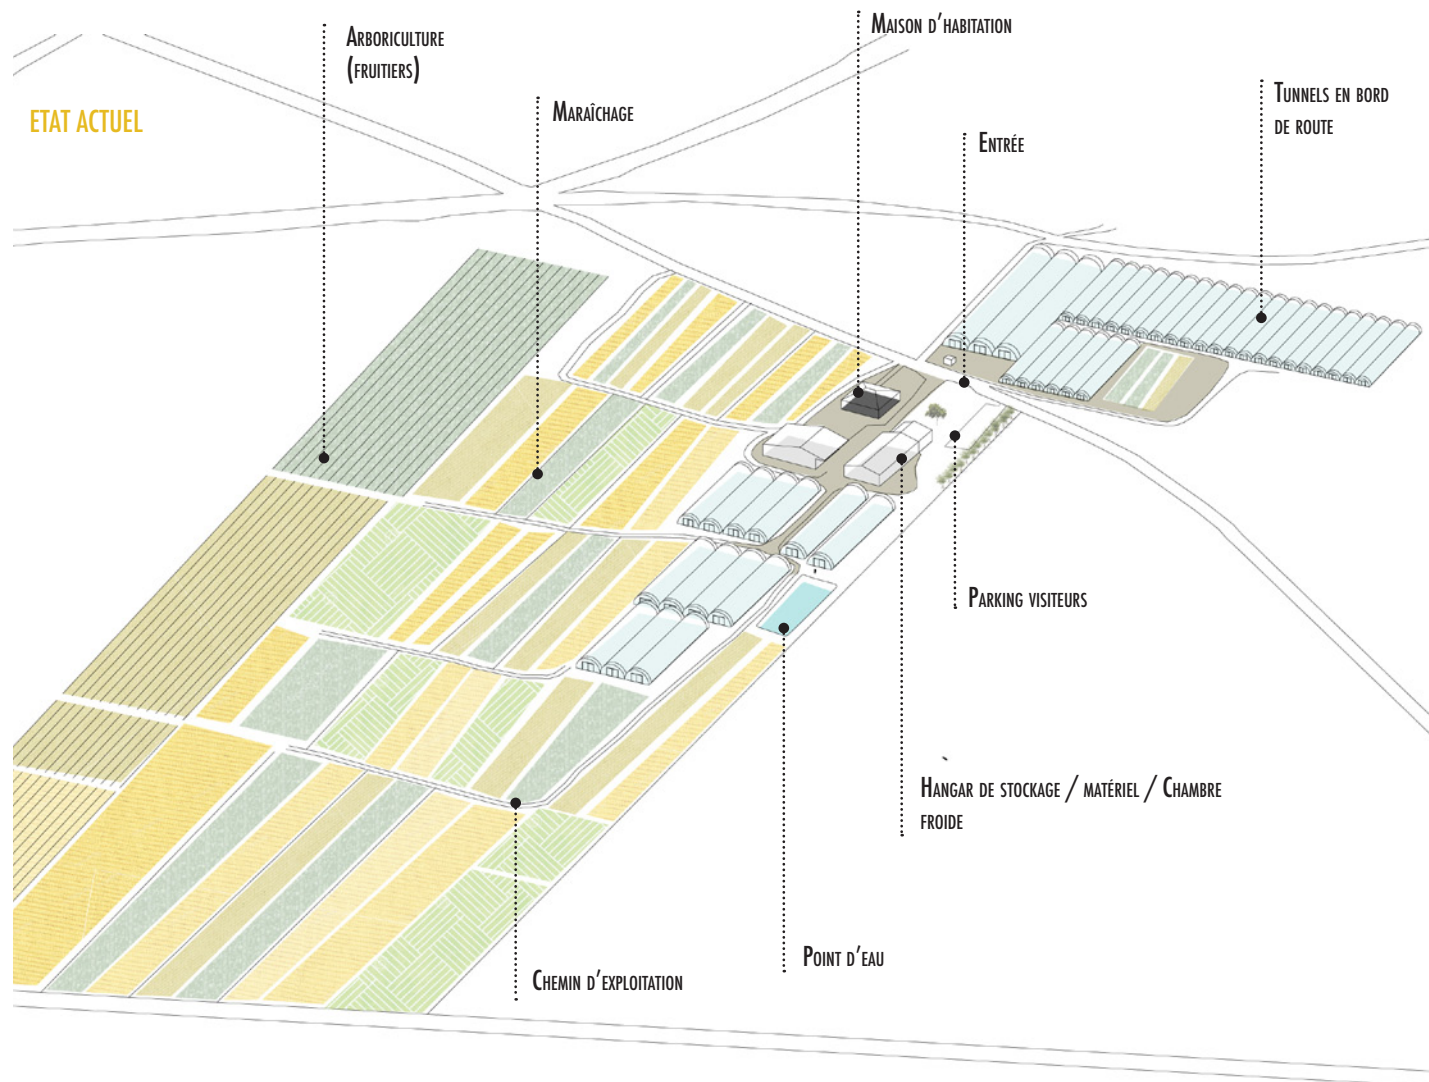 Maison d'habitation
Arboriculture
(fruitiers)
Tunnels en bord
de route
Maraîchage
ETAT ACTUEL
Entrée
Parking visiteurs
Hangar de stockage / matériel / Chambre
froide
Point d'eau
Chemin d'exploitation